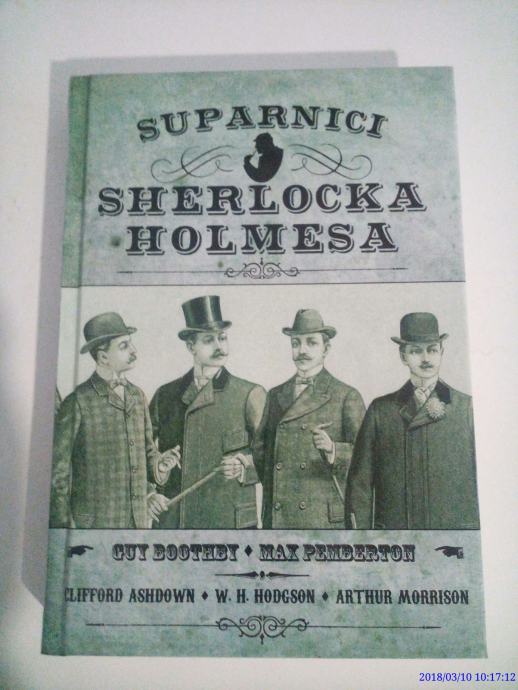 SUPARNICI
SHERLOCKA
HOLMESA
GUY BOOTHBY ♦ MAX PEMBERTON
CLIFFORD ASHDOWN ♦ W. H. HODGSON ♦ ARTHUR MORRISON
2018/03/10 10:17:12